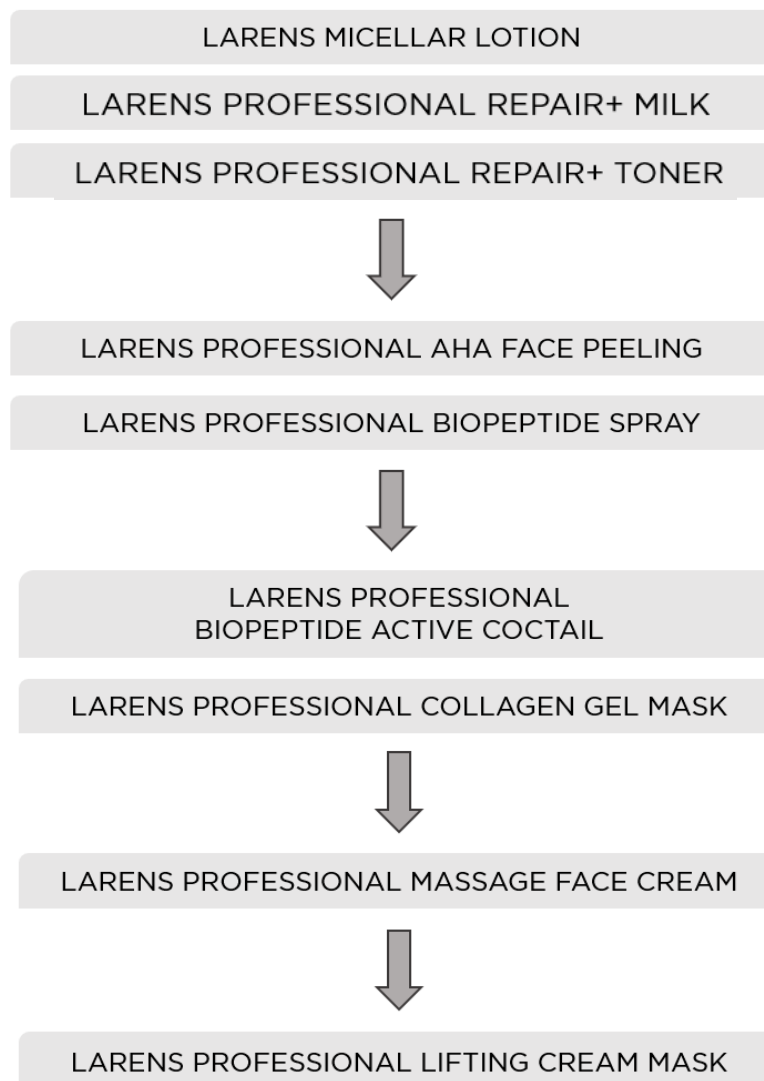 LARENS MICELLAR LOTION
LARENS PROFESSIONAL REPAIR+ MILK
LARENS PROFESSIONAL REPAIR+ TONER
LARENS PROFESSIONAL AHA FACE PEELING
LARENS PROFESSIONAL BIOPEPTIDE SPRAY
LARENS PROFESSIONAL
BIOPEPTIDE ACTIVE COCTAIL
LARENS PROFESSIONAL COLLAGEN GEL MASK
LARENS PROFESSIONAL MASSAGE FACE CREAM
LARENS PROFESSIONAL LIFTING CREAM MASK